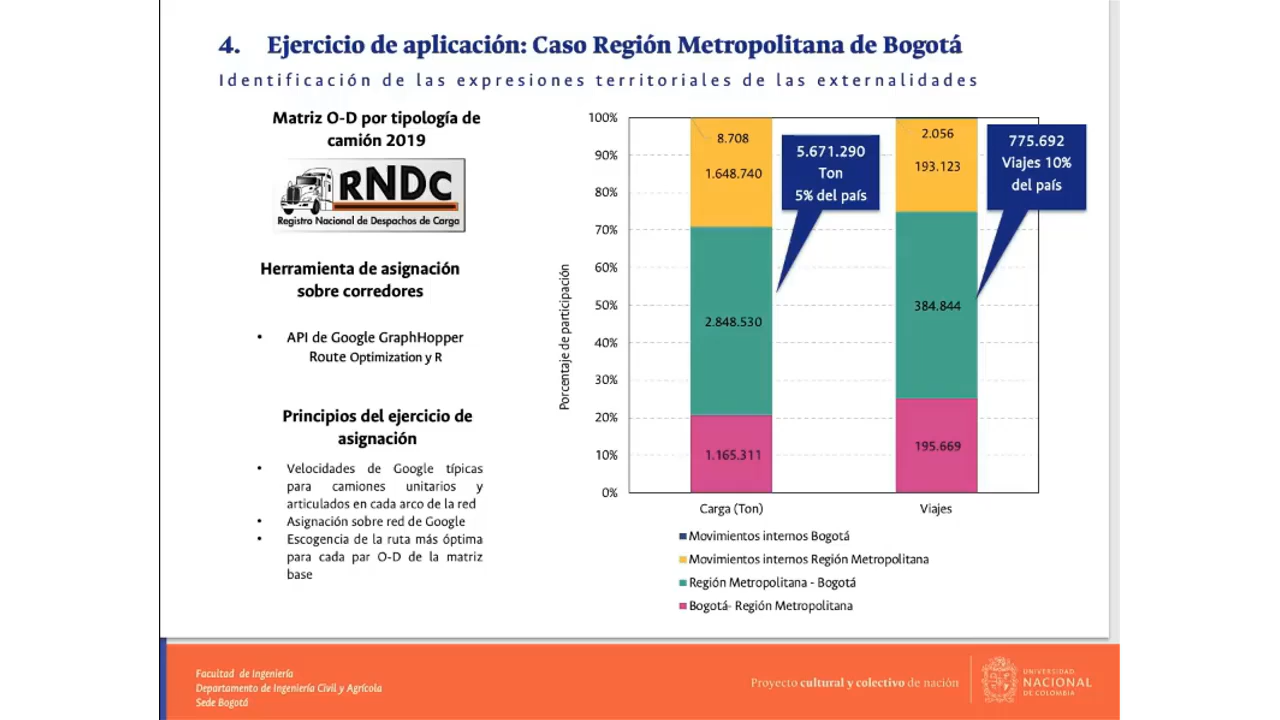 4. Ejercicio de aplicación: Caso Región Metropolitana de Bogotá
Identificación de las expresiones territoriales de las externalidades
Matriz O-D por tipología de
camión 2019
RNDC
Registro Nacional de Despachos de Carga
Herramienta de asignación
sobre corredores
• API de Google GraphHopper
Route Optimization y R
Principios del ejercicio de
asignación
• Velocidades de Google típicas
para camiones unitarios y
articulados en cada arco de la red
• Asignación sobre red de Google
• Escogencia de la ruta más óptima
para cada par O-D de la matriz
base
Porcentaje de participación
100%
90%
80%
70%
60%
50%
40%
30%
20%
10%
0%
8.708
1.648.740
2.848.530
1.165.311
5.671.290
Ton
5% del país
2.056
193.123
384.844
195.669
775.692
Viajes 10%
del país
Carga (Ton)
Viajes
Movimientos internos Bogotá
Movimientos internos Región Metropolitana
Región Metropolitana - Bogotá
Bogotá- Región Metropolitana
Facultad de Ingeniería
Departamento de Ingeniería Civil y Agrícola
Sede Bogotá
Proyecto cultural y colectivo de nación
UNIVERSIDAD
NACIONAL
DE COLOMBIA